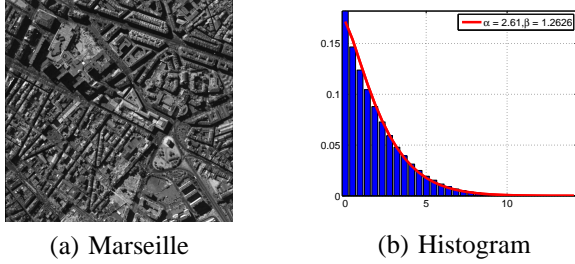 α = 2.61,β = 1.2626
0.15
0.1
0.05
0
0 5 10
(a) Marseille (b) Histogram